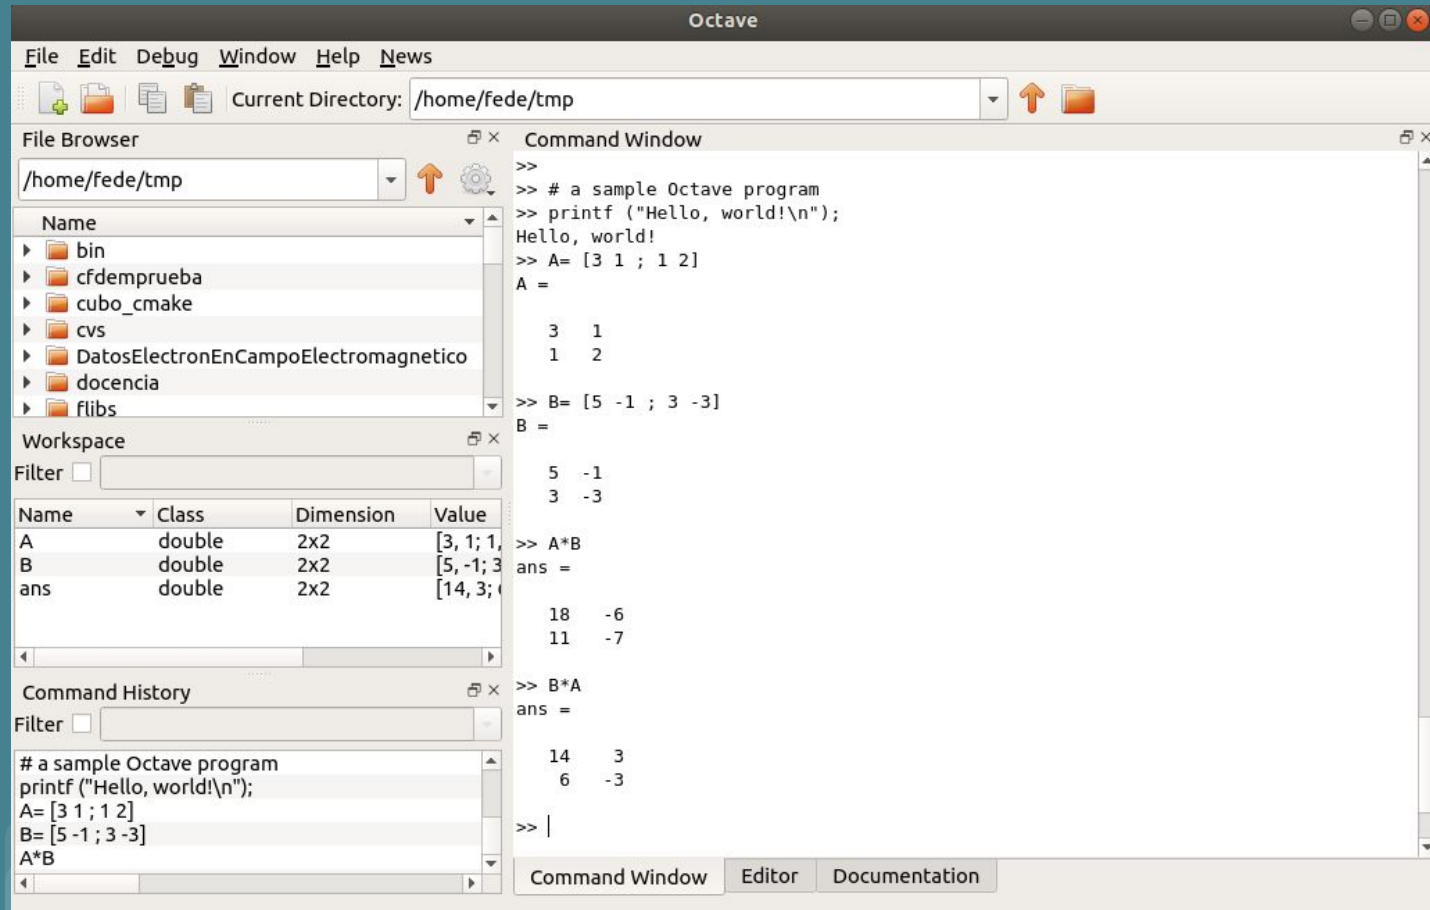 Octave
File Edit Debug Window Help News
Current Directory: /home/fede/tmp
File Browser
/home/fede/tmp
Name
bin
cfdemprueba
cubo_cmake
cvs
DatosElectronEnCampoElectromagnetico
docencia
flibs
Workspace
Filter
Name Class Dimension Value
A double 2x2 [3, 1; 1,
B double 2x2 [5, -1; 3
ans double 2x2 [14, 3;
Command History
Filter
# a sample Octave program
printf ("Hello, world!\n");
A= [3 1 ; 1 2]
B= [5 -1 ; 3 -3]
A*B
Command Window
>>
>> # a sample Octave program
>> printf ("Hello, world!\n");
Hello, world!
>> A= [3 1 ; 1 2]
A =
3 1
1 2
>> B= [5 -1 ; 3 -3]
B =
5 -1
3 -3
>> A*B
ans =
18 -6
11 -7
>> B*A
ans =
14 3
6 -3
>>
Command Window Editor Documentation